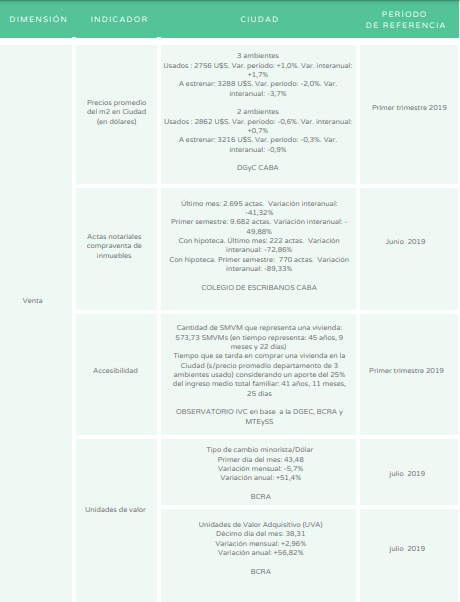 DIMENSIÓN
INDICADOR
CIUDAD
PERÍODO
DE REFERENCIA
Venta
Precios promedio
del m2 en Ciudad
(en dólares)
3 ambientes
Usados : 2756 U$S. Var. período: +1,0%. Var. interanual:
+1,7%
A estrenar: 3288 U$S. Var. período: -2,0%. Var.
interanual: -3,7%
2 ambientes
Usados : 2862 U$S. Var. período: -0,6%. Var. interanual:
+0,7%
A estrenar: 3216 U$S. Var. período: -0,3%. Var.
interanual: -0,9%
DGyC CABA
Primer trimestre 2019
Actas notariales
compraventa de
inmuebles
Último mes: 2.695 actas. Variación interanual:
-41,32%
Primer semestre: 9.682 actas. Variación interanual: -
49,88%
Con hipoteca. Último mes: 222 actas. Variación
interanual: -72,86%
Con hipoteca. Primer semestre: 770 actas. Variación
interanual: -89,33%
COLEGIO DE ESCRIBANOS CABA
Junio 2019
Accesibilidad
Cantidad de SMVM que representa una vivienda:
573,73 SMVMs (en tiempo representa: 45 años, 9
meses y 22 días)
Tiempo que se tarda en comprar una vivienda en la
Ciudad (s/precio promedio departamento de 3
ambientes usado) considerando un aporte del 25%
del ingreso medio total familiar: 41 años, 11 meses,
25 días
OBSERVATORIO IVC en base a la DGEC, BCRA y
MTEySS
Primer trimestre 2019
Unidades de valor
Tipo de cambio minorista/Dólar
Primer día del mes: 43,48
Variación mensual: -5,7%
Variación anual: +51,4%
BCRA
julio 2019
Unidades de Valor Adquisitivo (UVA)
Décimo día del mes: 38,31
Variación mensual: +2,96%
Variación anual: +56,82%
BCRA
julio 2019